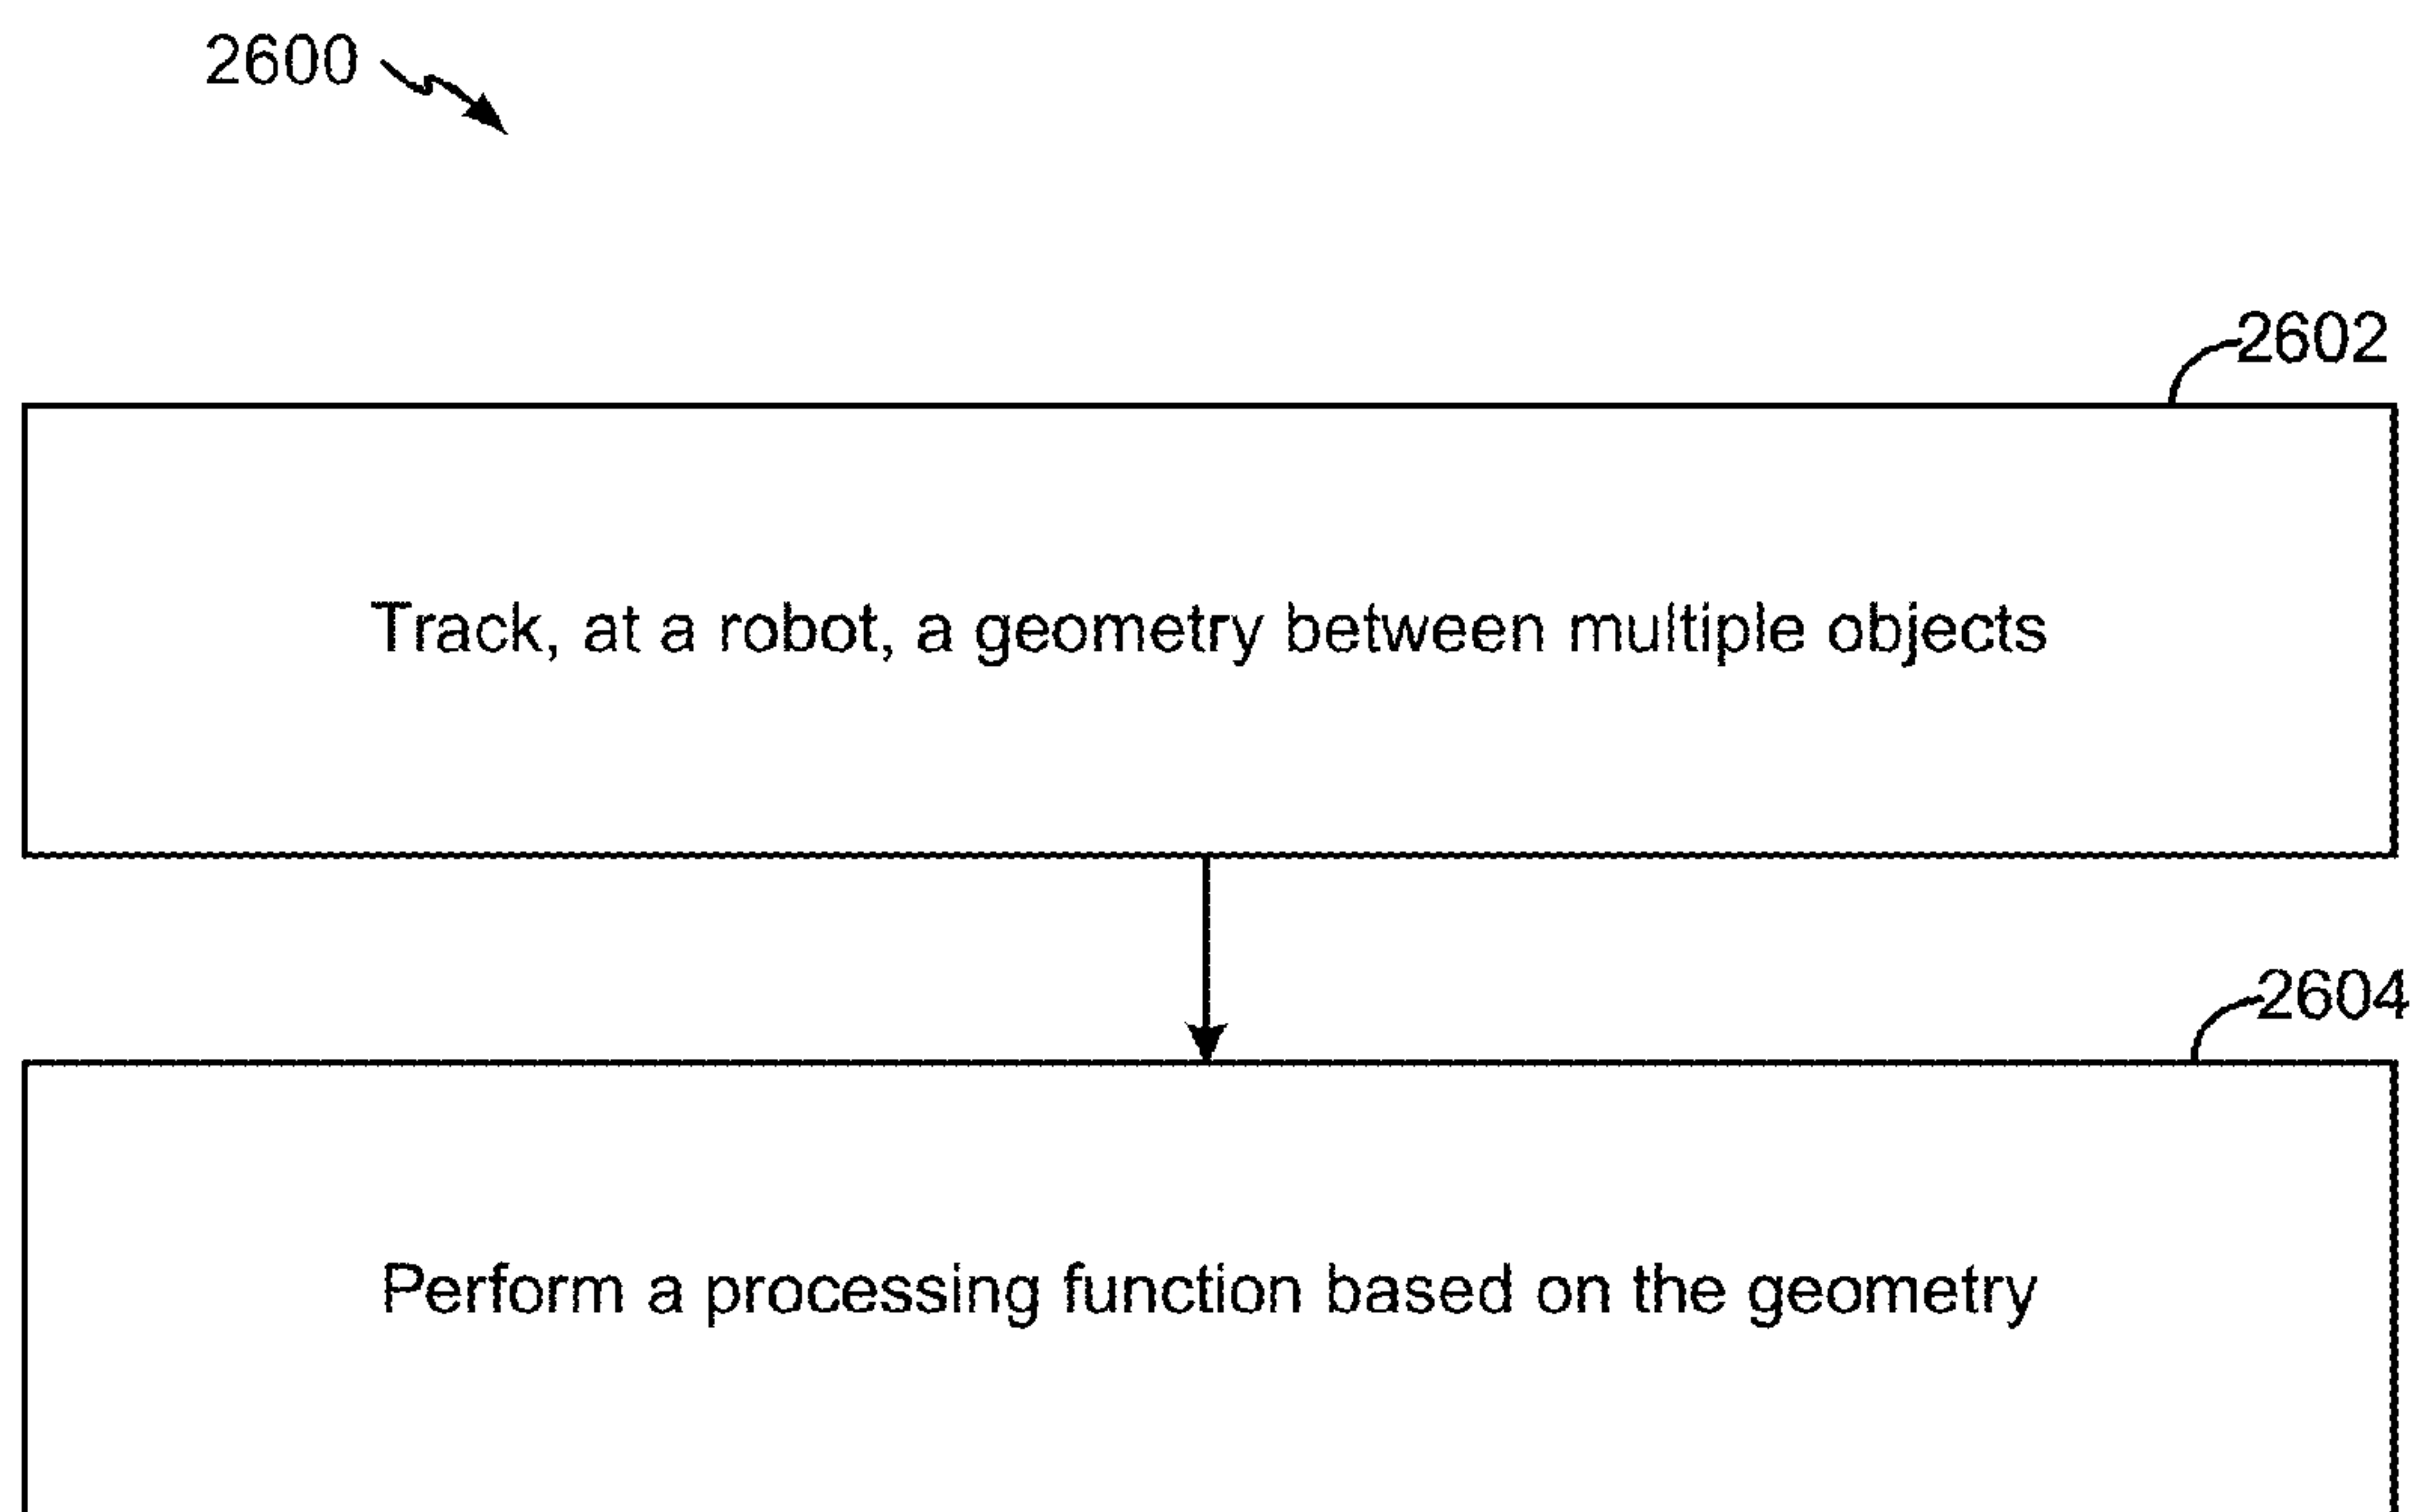 2600
2602
Track, at a robot, a geometry between multiple objects
2604
Perform a processing function based on the geometry